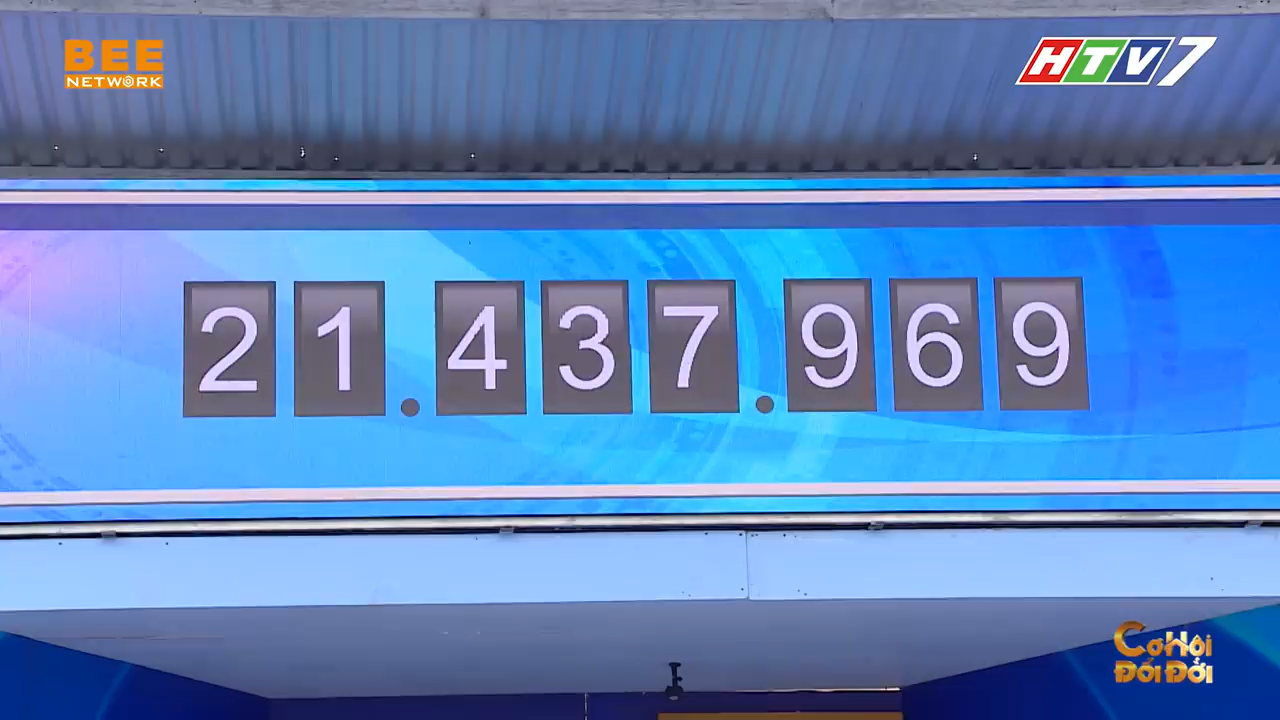 BEE
NETWORK
HTV7
21.437.969
Cơ Hội
Đổi Đời